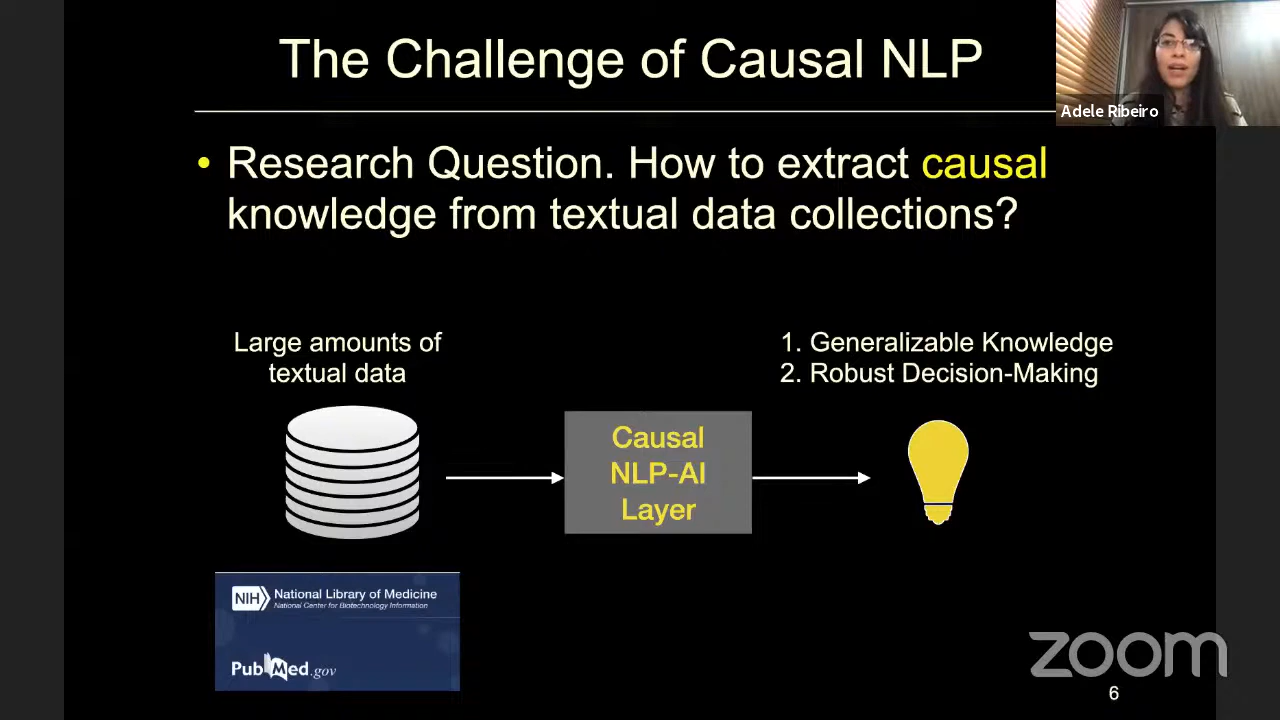 The Challenge of Causal NLP
Adele Ribeiro
• Research Question. How to extract causal
knowledge from textual data collections?
Large amounts of
textual data
1. Generalizable Knowledge
2. Robust Decision-Making
Causal
NLP-AI
Layer
NIH National Library of Medicine
National Center for Biotechnology Information
PubMed.gov
zoom
6